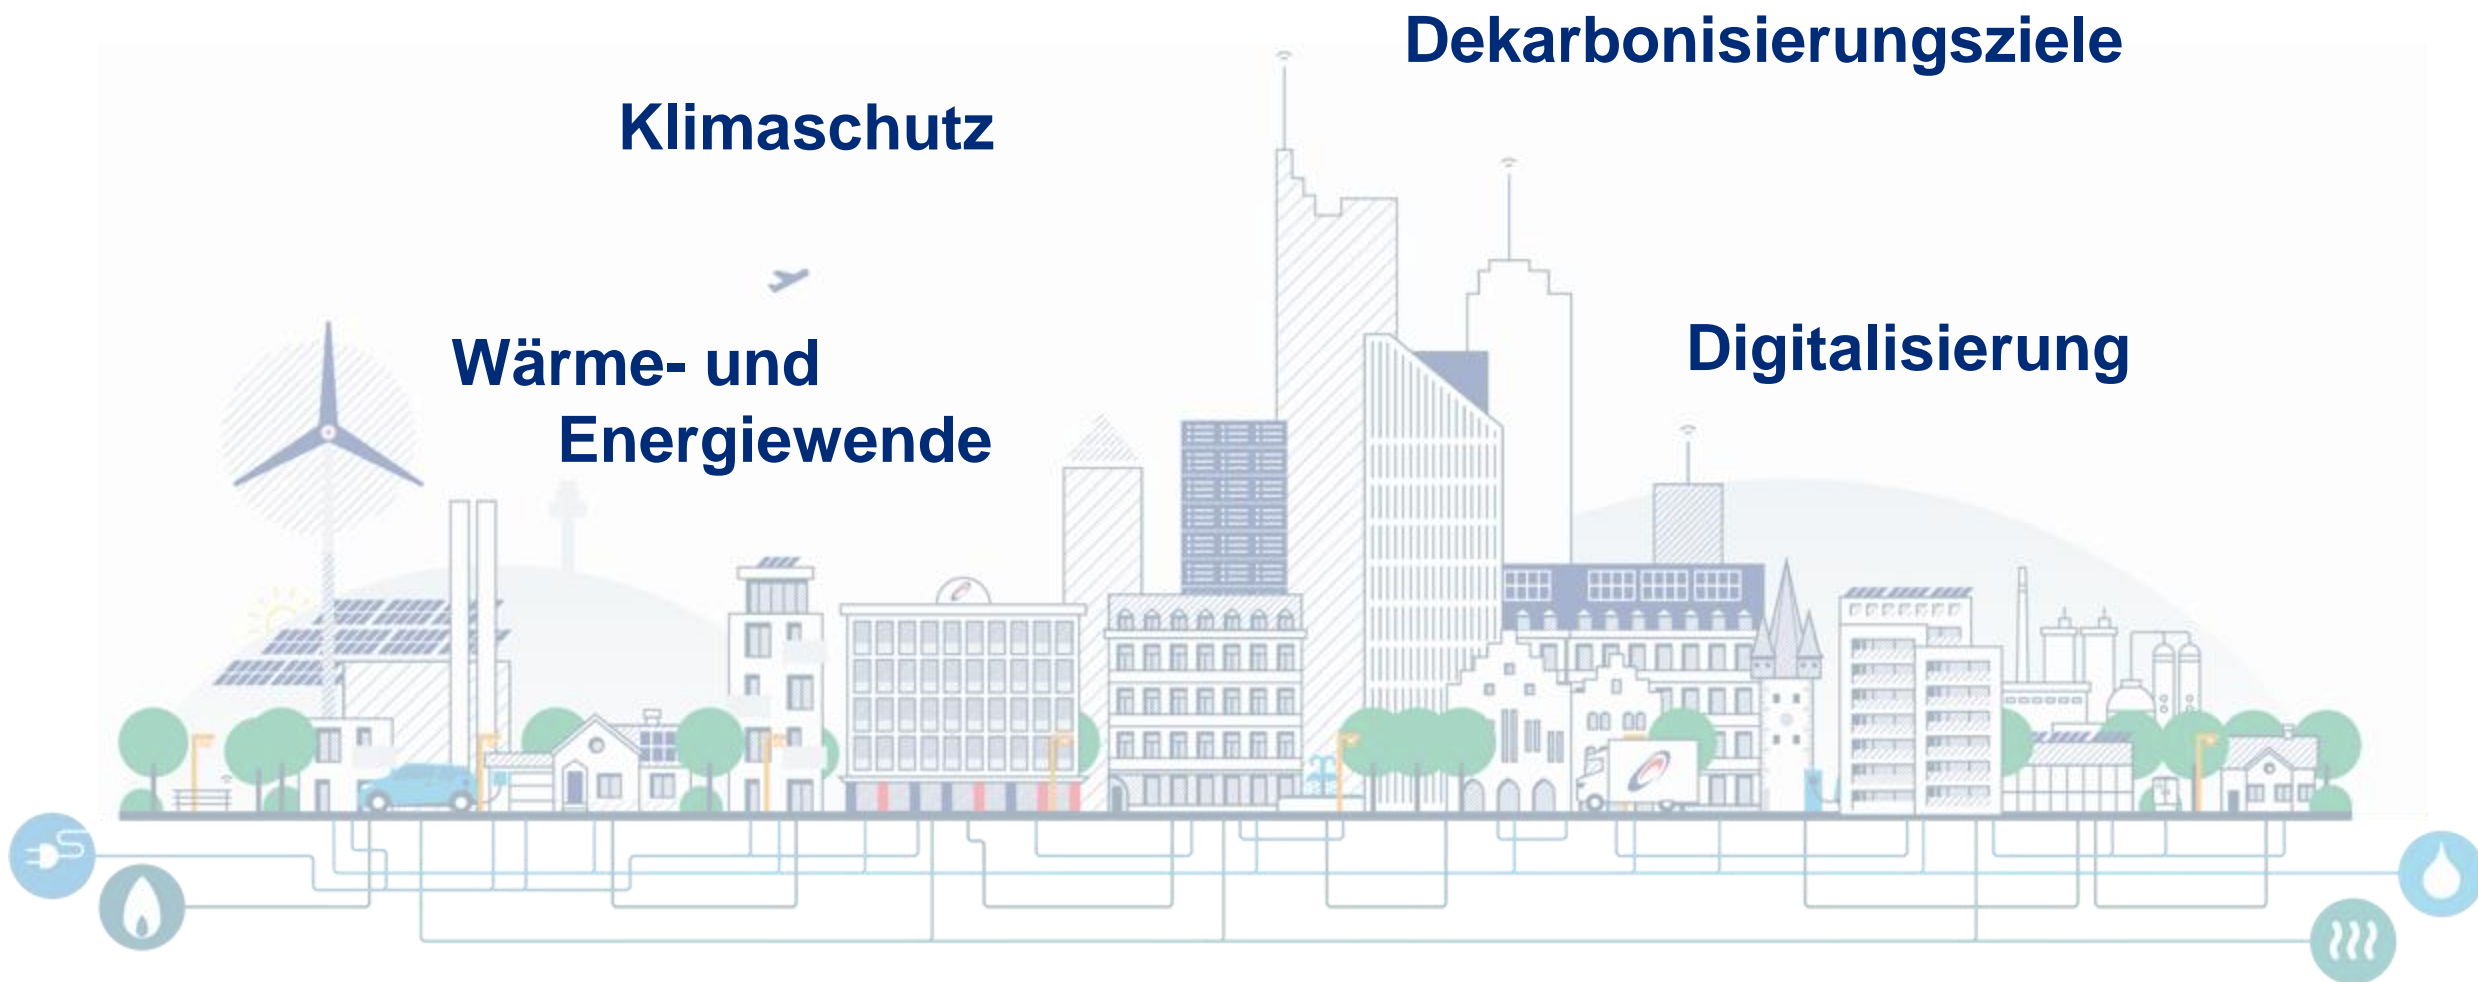 Dekarbonisierungsziele
Klimaschutz
Wärme- und
Energiewende
Digitalisierung